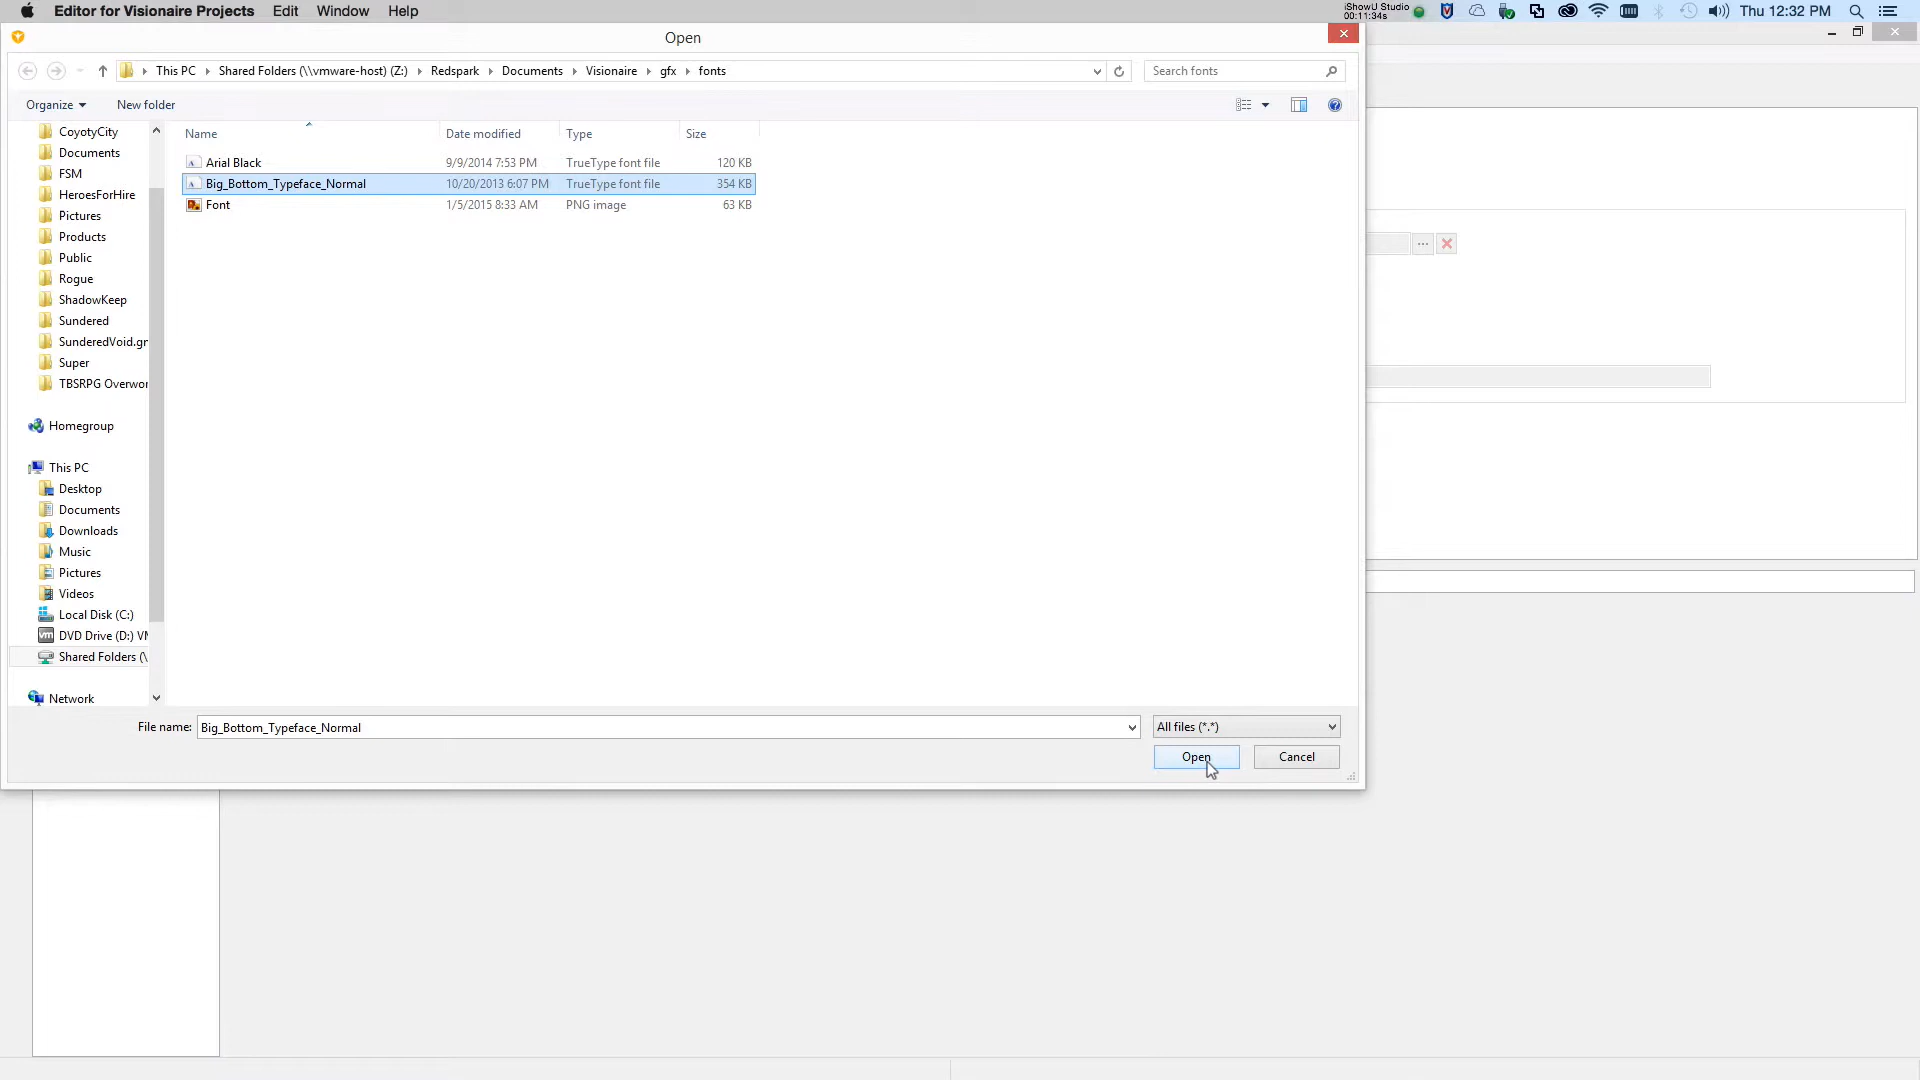 Editor for Visionaire Projects Edit Window Help
iShowU Studio
00:11:34s
Thu 12:32 PM
Open
This PC Shared Folders (\\vmware-host) (Z:) Redspark Documents Visionaire gfx fonts
Search fonts
Organize New folder
Name Date modified Type Size
Arial Black 9/9/2014 7:53 PM TrueType font file 120 KB
Big_Bottom_Typeface_Normal 10/20/2013 6:07 PM TrueType font file 354 KB
Font 1/5/2015 8:33 AM PNG image 63 KB
CoyotyCity
Documents
FSM
HeroesForHire
Pictures
Products
Public
Rogue
ShadowKeep
Sundered
SunderedVoid.gr
Super
TBSRPG Overwor
Homegroup
This PC
Desktop
Documents
Downloads
Music
Pictures
Videos
Local Disk (C:)
DVD Drive (D:) VM
Shared Folders (\
Network
File name: Big_Bottom_Typeface_Normal
All files (*.*)
Open Cancel